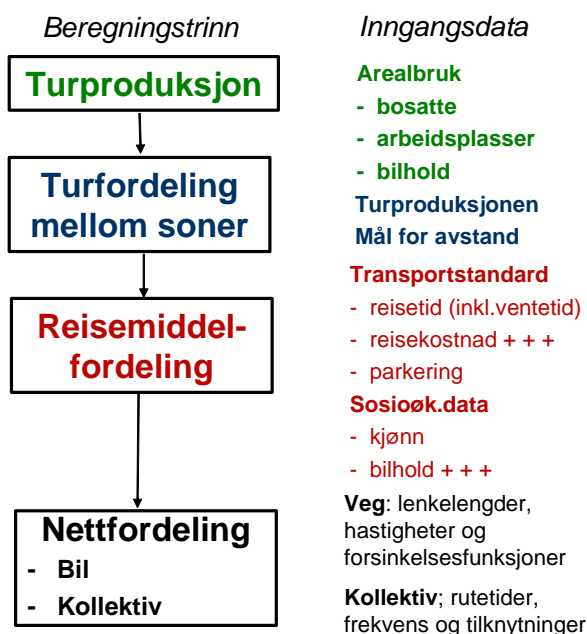 Beregningstrinn
Turproduksjon
Turfordeling
mellom soner
Reisemiddel-
fordeling
Nettfordeling
- Bil
- Kollektiv
Inngangsdata
Arealbruk
- bosatte
- arbeidsplasser
- bilhold
Turproduksjonen
Mål for avstand
Transportstandard
- reisetid (inkl.ventetid)
- reisekostnad + + +
- parkering
Sosioøk.data
- kjønn
- bilhold + + +
Veg: lenkelengder,
hastigheter og
forsinkelsesfunksjoner
Kollektiv; rutetider,
frekvens og tilknytninger